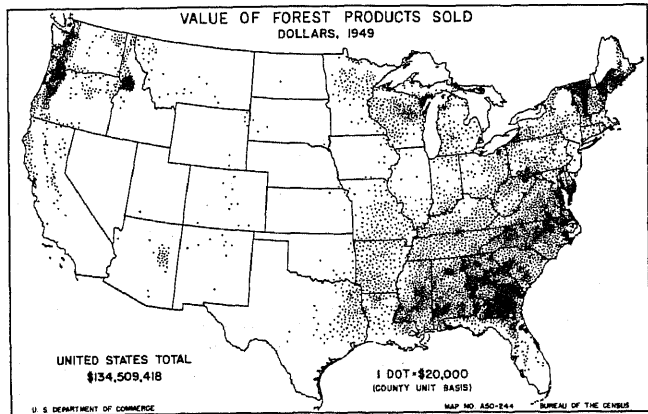 VALUE OF FOREST PRODUCTS SOLD
DOLLARS, 1949
UNITED STATES TOTAL
$134,509,418
1 DOT=$20,000
(COUNTY UNIT BASIS)
U. S DEPARTMENT OF COMMERCE
MAP NO. A50-244
BUREAU OF THE CENSUS